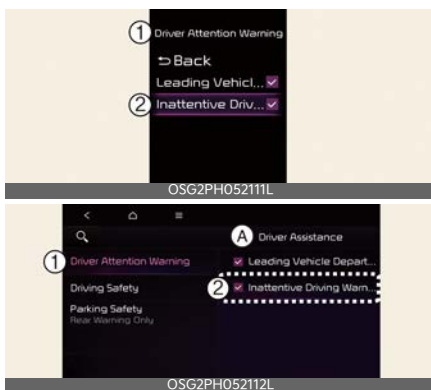 ① Driver Attention Warning
Back
Leading Vehicl...
② Inattentive Driv...
OSG2PH052111L
A Driver Assistance
① Driver Attention Warning
Leading Vehicle Depart...
Driving Safety
② Inattentive Driving Warn...
Parking Safety
Rear Warning Only
OSG2PH052112L